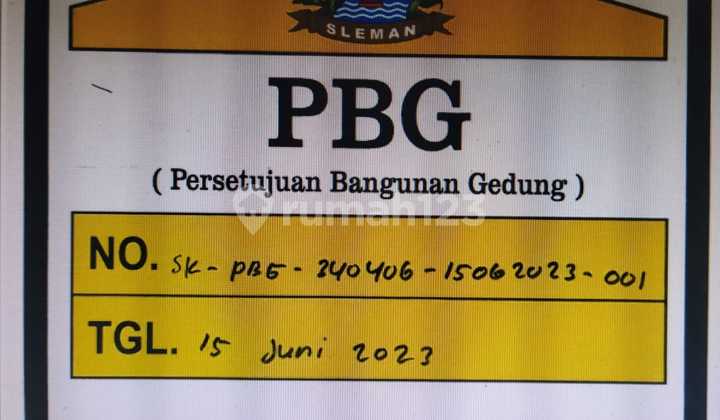 SLEMAN
PBG
( Persetujuan Bangunan Gedung )
rumah123
NO. SK-PBG-340406-15062023-001
TGL. 15 Juni 2023